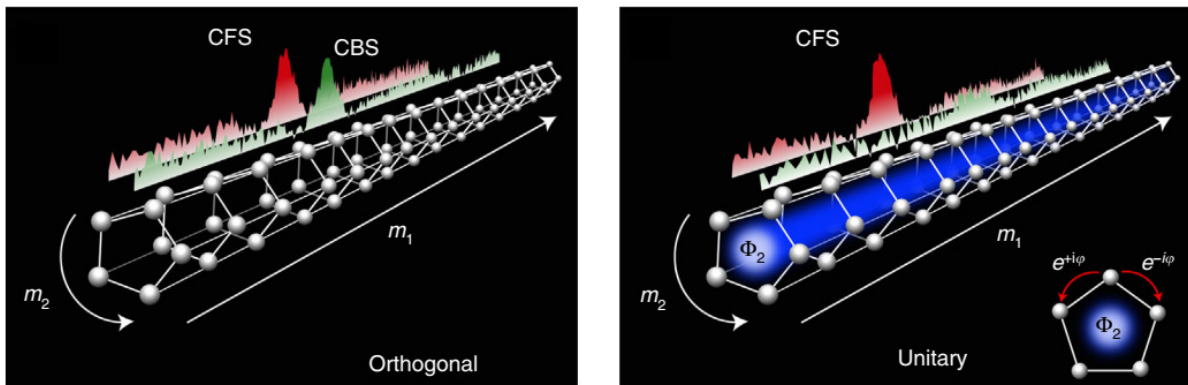 CFS
CBS
m₁
m₂
Orthogonal
CFS
Φ₂
m₁
m₂
e⁺ⁱᵠ
e⁻ⁱᵠ
Φ₂
Unitary